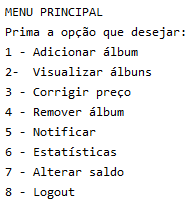 MENU PRINCIPAL
Prima a opção que desejar:
1 - Adicionar álbum
2-  Visualizar álbuns
3 - Corrigir preço
4 - Remover álbum
5 - Notificar
6 - Estatísticas
7 - Alterar saldo
8 - Logout